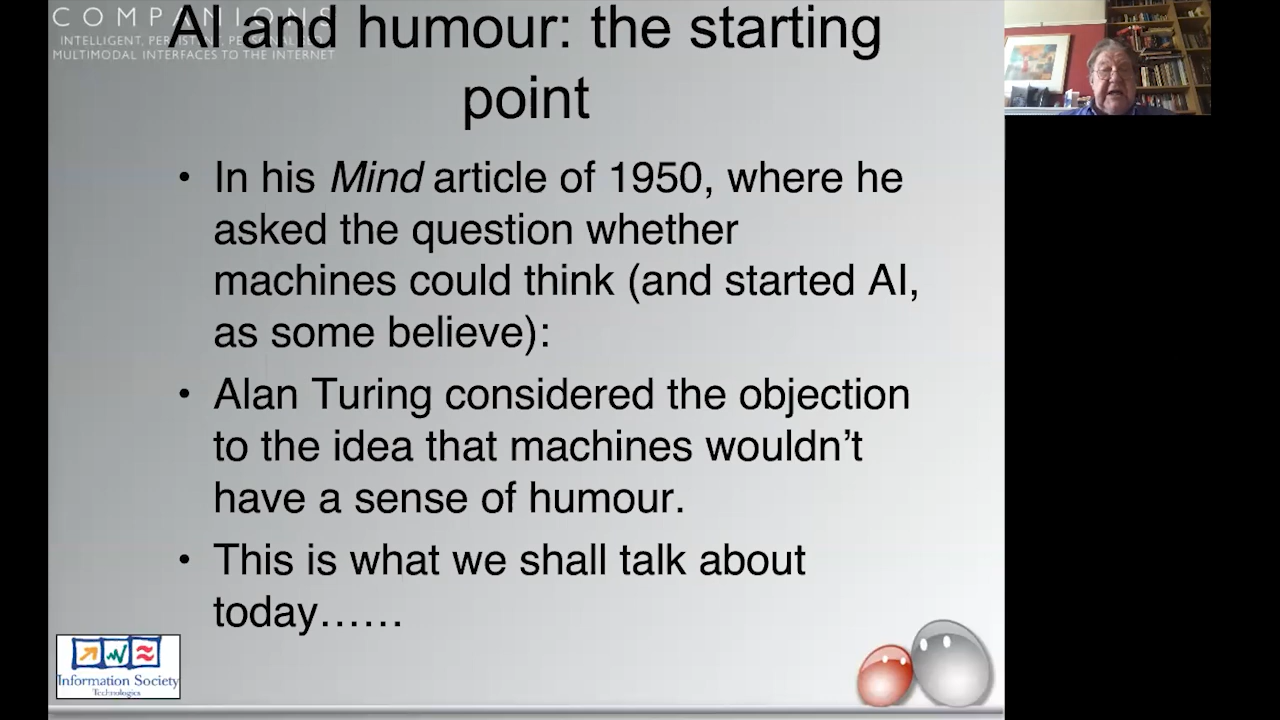 COMPANIONS
INTELLIGENT, PERSISTENT, PERSONALISED
MULTIMODAL INTERFACES TO THE INTERNET
AI and humour: the starting
point
• In his Mind article of 1950, where he
asked the question whether
machines could think (and started AI,
as some believe):
• Alan Turing considered the objection
to the idea that machines wouldn’t
have a sense of humour.
• This is what we shall talk about
today……
Information Society
Technologies